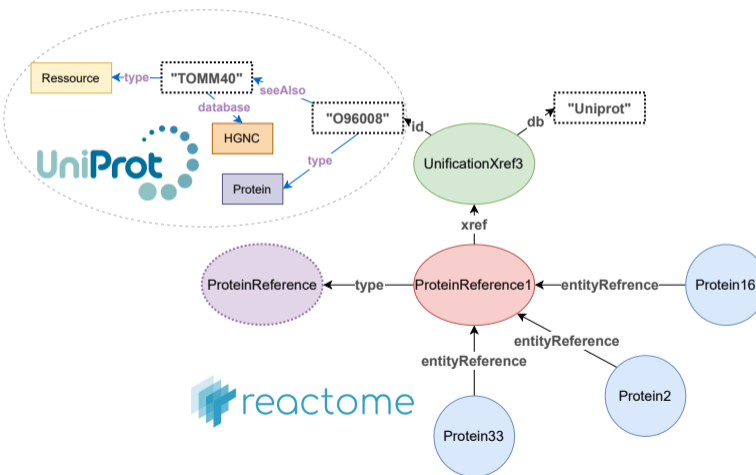 Ressource
type
"TOMM40"
seeAlso
database
"O96008"
id
db
"Uniprot"
HGNC
UnificationXref3
UniProt
type
Protein
xref
ProteinReference
type
ProteinReference1
entityRefrence
Protein16
entityReference
entityReference
reactome
Protein2
Protein33